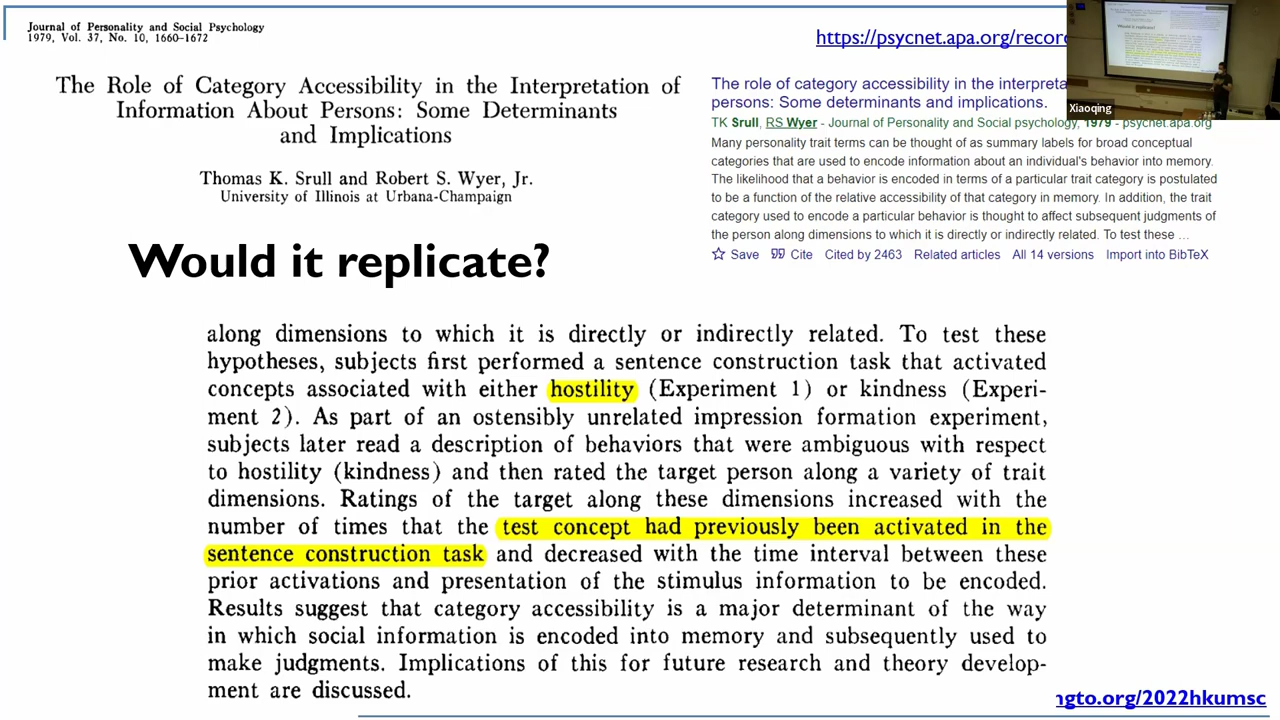 Journal of Personality and Social Psychology
1979, Vol. 37, No. 10, 1660-1672
The Role of Category Accessibility in the Interpretation of
Information About Persons: Some Determinants
and Implications
Thomas K. Srull and Robert S. Wyer, Jr.
University of Illinois at Urbana-Champaign
Would it replicate?
https://psycnet.apa.org/recor
The role of category accessibility in the interpreta
persons: Some determinants and implications.
TK Srull, RS Wyer - Journal of Personality and Social psychology, 1979 - psycnet.apa.org
Many personality trait terms can be thought of as summary labels for broad conceptual
categories that are used to encode information about an individual's behavior into memory.
The likelihood that a behavior is encoded in terms of a particular trait category is postulated
to be a function of the relative accessibility of that category in memory. In addition, the trait
category used to encode a particular behavior is thought to affect subsequent judgments of
the person along dimensions to which it is directly or indirectly related. To test these …
Save Cite Cited by 2463 Related articles All 14 versions Import into BibTeX
Xiaoqing
along dimensions to which it is directly or indirectly related. To test these
hypotheses, subjects first performed a sentence construction task that activated
concepts associated with either hostility (Experiment 1) or kindness (Experi-
ment 2). As part of an ostensibly unrelated impression formation experiment,
subjects later read a description of behaviors that were ambiguous with respect
to hostility (kindness) and then rated the target person along a variety of trait
dimensions. Ratings of the target along these dimensions increased with the
number of times that the test concept had previously been activated in the
sentence construction task and decreased with the time interval between these
prior activations and presentation of the stimulus information to be encoded.
Results suggest that category accessibility is a major determinant of the way
in which social information is encoded into memory and subsequently used to
make judgments. Implications of this for future research and theory develop-
ment are discussed.
ngto.org/2022hkumsc